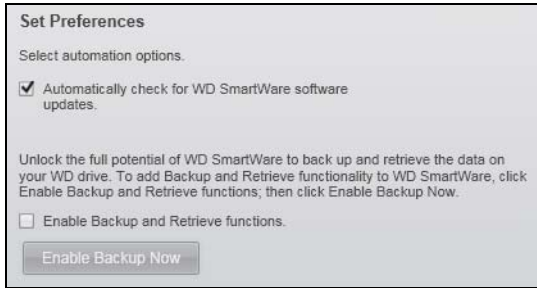 Set Preferences
Select automation options.
Automatically check for WD SmartWare software
updates.
Unlock the full potential of WD SmartWare to back up and retrieve the data on
your WD drive. To add Backup and Retrieve functionality to WD SmartWare, click
Enable Backup and Retrieve functions; then click Enable Backup Now.
Enable Backup and Retrieve functions.
Enable Backup Now